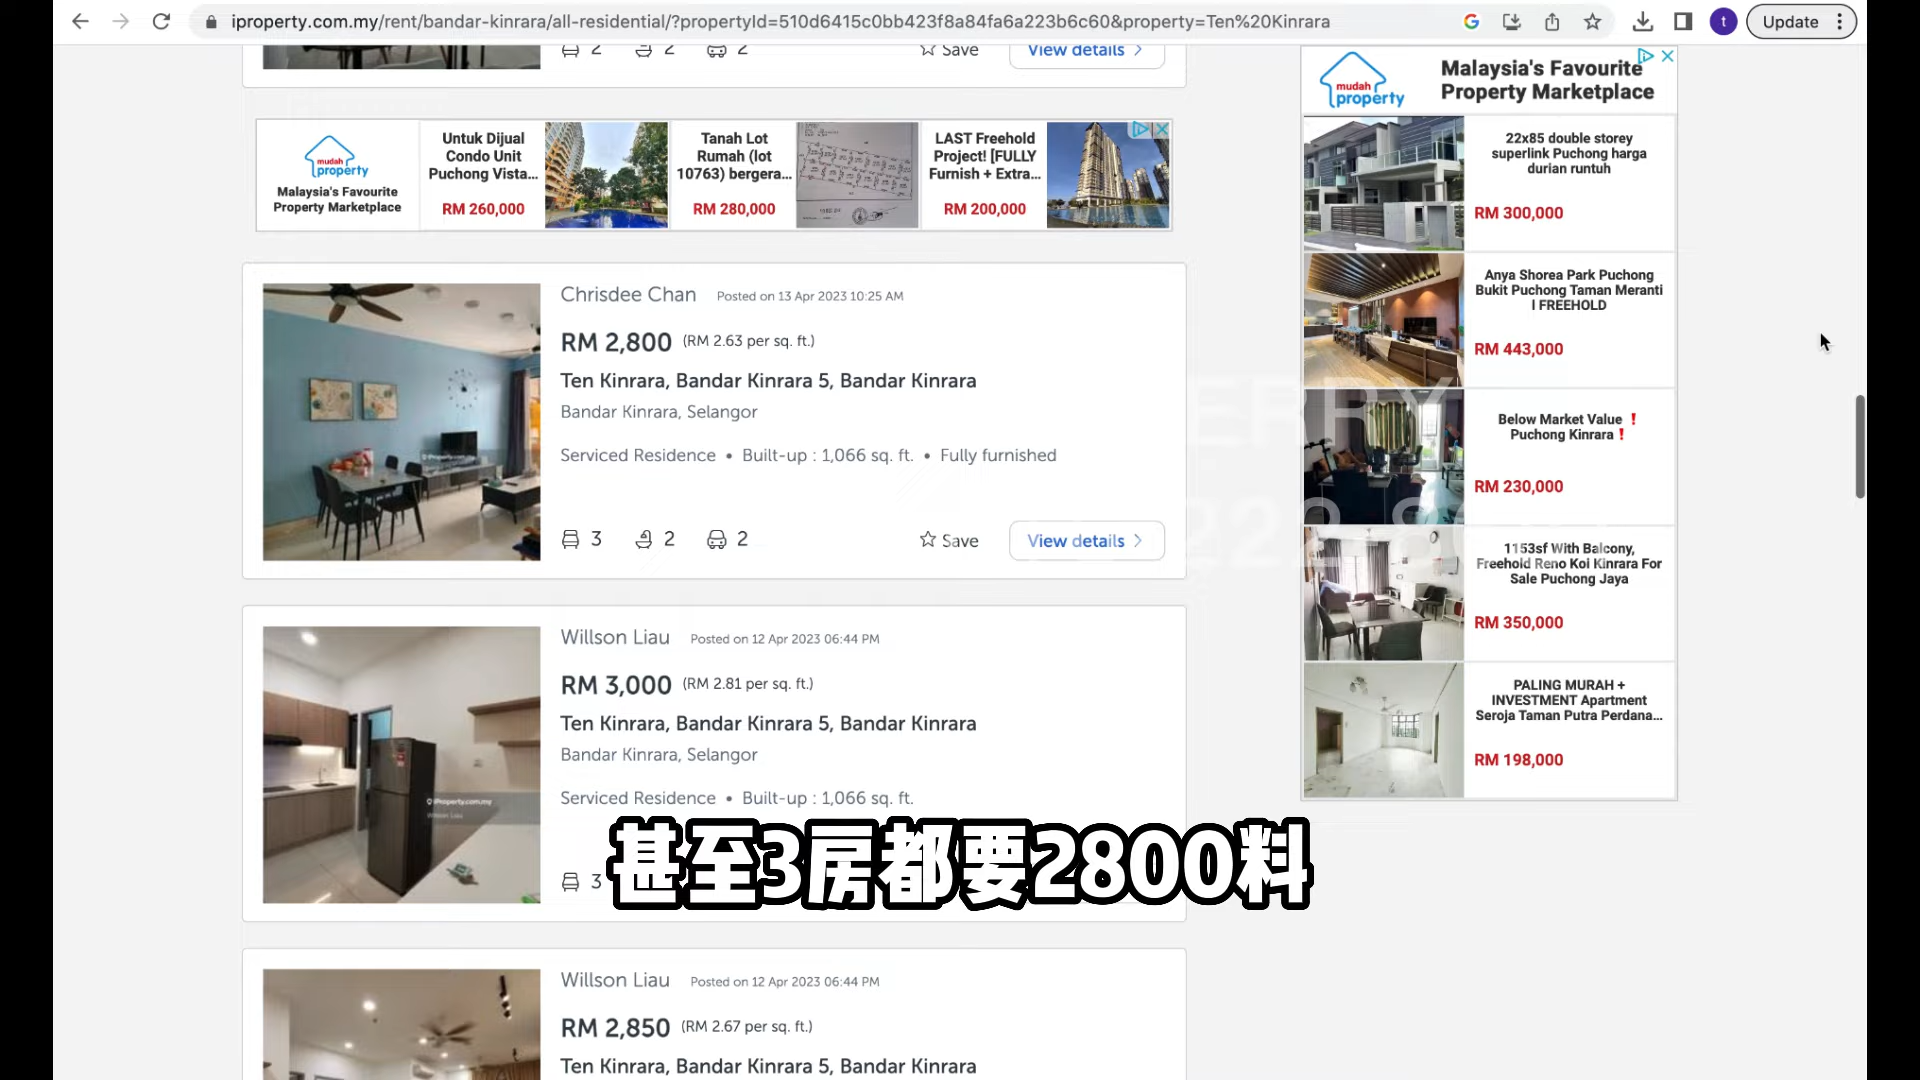 iproperty.com.my/rent/bandar-kinrara/all-residential/?propertyId=510d6415c0bb423f8a84fa6a223b6c60&property=Ten%20Kinrara
t
Update
2 2 2 Save View details
mudah
property
Malaysia's Favourite
Property Marketplace
Untuk Dijual
Condo Unit
Puchong Vista...
RM 260,000
Tanah Lot
Rumah (lot
10763) bergera...
RM 280,000
LAST Freehold
Project! [FULLY
Furnish + Extra...
RM 200,000
Chrisdee Chan Posted on 13 Apr 2023 10:25 AM
RM 2,800 (RM 2.63 per sq. ft.)
Ten Kinrara, Bandar Kinrara 5, Bandar Kinrara
Bandar Kinrara, Selangor
Serviced Residence • Built-up : 1,066 sq. ft. • Fully furnished
3 2 2 Save View details
Willson Liau Posted on 12 Apr 2023 06:44 PM
RM 3,000 (RM 2.81 per sq. ft.)
Ten Kinrara, Bandar Kinrara 5, Bandar Kinrara
Bandar Kinrara, Selangor
Serviced Residence • Built-up : 1,066 sq. ft.
iProperty.com.my
Willson Liau
3
甚至3房都要2800料
Willson Liau Posted on 12 Apr 2023 06:44 PM
RM 2,850 (RM 2.67 per sq. ft.)
Ten Kinrara, Bandar Kinrara 5, Bandar Kinrara
mudah
property
Malaysia's Favourite
Property Marketplace
22x85 double storey
superlink Puchong harga
durian runtuh
RM 300,000
Anya Shorea Park Puchong
Bukit Puchong Taman Meranti
l FREEHOLD
RM 443,000
Below Market Value ❗
Puchong Kinrara❗
RM 230,000
1153sf With Balcony,
Freehold Reno Koi Kinrara For
Sale Puchong Jaya
RM 350,000
PALING MURAH +
INVESTMENT Apartment
Seroja Taman Putra Perdana...
RM 198,000